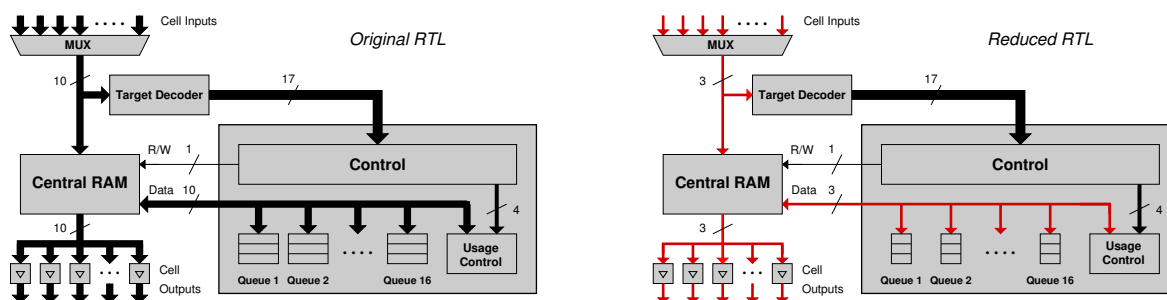 Cell Inputs
MUX
Original RTL
10
17
Target Decoder
R/W
1
Control
Central RAM
Data
10
4
10
Usage
Control
Cell
Outputs
Queue 1
Queue 2
Queue 16
Cell Inputs
MUX
Reduced RTL
3
17
Target Decoder
R/W
1
Control
Central RAM
Data
3
4
3
Usage
Control
Cell
Outputs
Queue 1
Queue 2
Queue 16